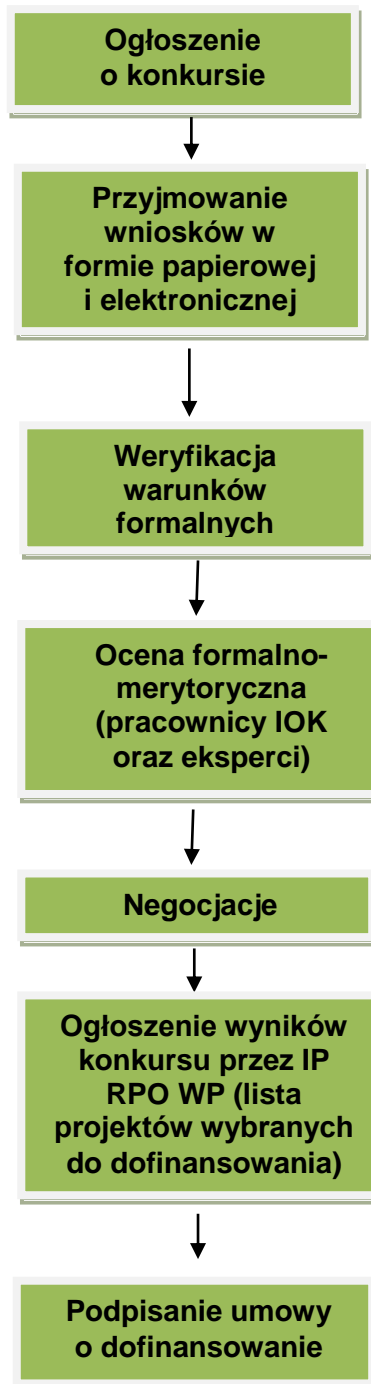 Ogłoszenie
o konkursie
Przyjmowanie
wniosków w
formie papierowej
i elektronicznej
Weryfikacja
warunków
formalnych
Ocena formalno-
merytoryczna
(pracownicy IOK
oraz eksperci)
Negocjacje
Ogłoszenie wyników
konkursu przez IP
RPO WP (lista
projektów wybranych
do dofinansowania)
Podpisanie umowy
o dofinansowanie